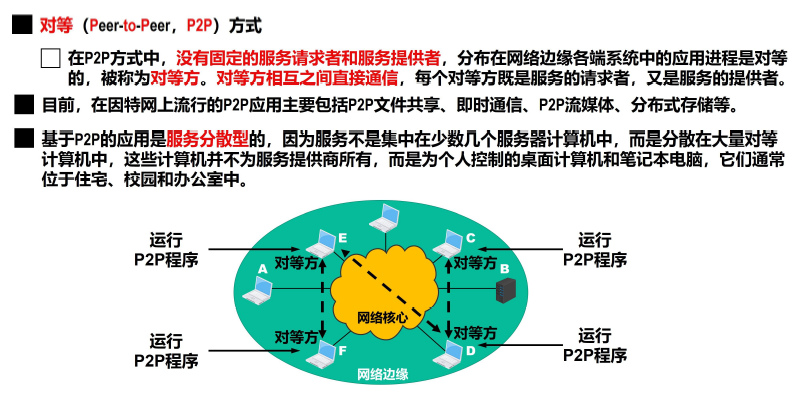 对等（Peer-to-Peer，P2P）方式
在P2P方式中，没有固定的服务请求者和服务提供者，分布在网络边缘各端系统中的应用进程是对等
的，被称为对等方。对等方相互之间直接通信，每个对等方既是服务的请求者，又是服务的提供者。
目前，在因特网上流行的P2P应用主要包括P2P文件共享、即时通信、P2P流媒体、分布式存储等。
基于P2P的应用是服务分散型的，因为服务不是集中在少数几个服务器计算机中，而是分散在大量对等
计算机中，这些计算机并不为服务提供商所有，而是为个人控制的桌面计算机和笔记本电脑，它们通常
位于住宅、校园和办公室中。
运行
P2P程序
E
C
运行
P2P程序
对等方
对等方
A
B
网络核心
对等方
对等方
运行
P2P程序
F
D
运行
P2P程序
网络边缘